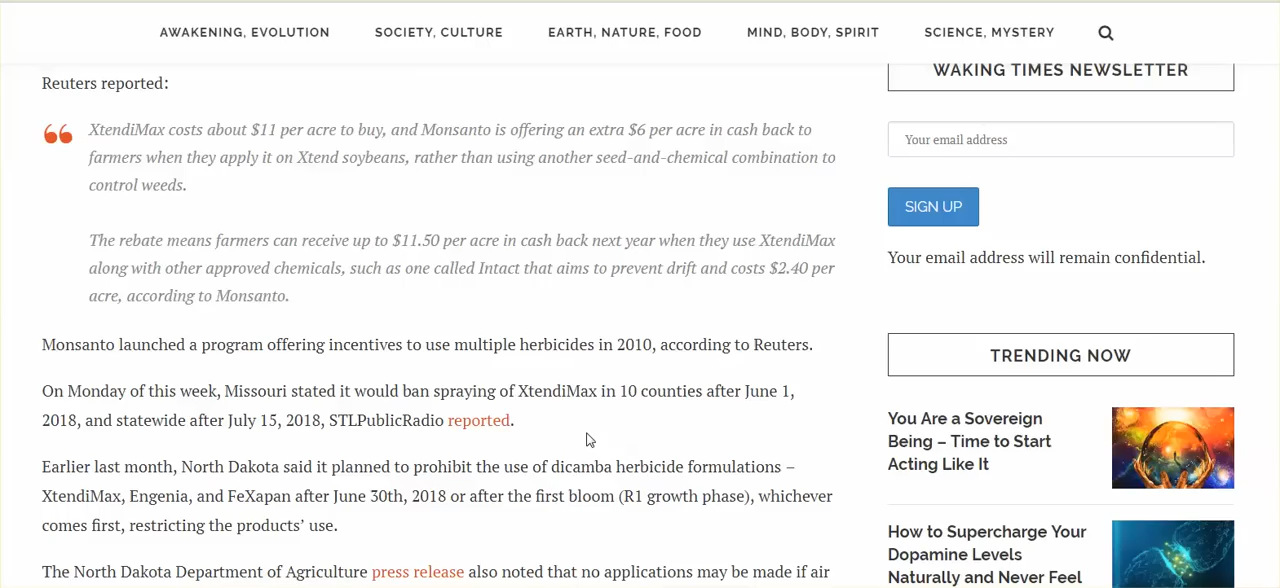 AWAKENING, EVOLUTION SOCIETY, CULTURE EARTH, NATURE, FOOD MIND, BODY, SPIRIT SCIENCE, MYSTERY
Reuters reported:
XtendiMax costs about $11 per acre to buy, and Monsanto is offering an extra $6 per acre in cash back to
farmers when they apply it on Xtend soybeans, rather than using another seed-and-chemical combination to
control weeds.
The rebate means farmers can receive up to $11.50 per acre in cash back next year when they use XtendiMax
along with other approved chemicals, such as one called Intact that aims to prevent drift and costs $2.40 per
acre, according to Monsanto.
Monsanto launched a program offering incentives to use multiple herbicides in 2010, according to Reuters.
On Monday of this week, Missouri stated it would ban spraying of XtendiMax in 10 counties after June 1,
2018, and statewide after July 15, 2018, STLPublicRadio reported.
Earlier last month, North Dakota said it planned to prohibit the use of dicamba herbicide formulations –
XtendiMax, Engenia, and FeXapan after June 30th, 2018 or after the first bloom (R1 growth phase), whichever
comes first, restricting the products’ use.
The North Dakota Department of Agriculture press release also noted that no applications may be made if air
WAKING TIMES NEWSLETTER
Your email address
SIGN UP
Your email address will remain confidential.
TRENDING NOW
You Are a Sovereign
Being – Time to Start
Acting Like It
How to Supercharge Your
Dopamine Levels
Naturally and Never Feel